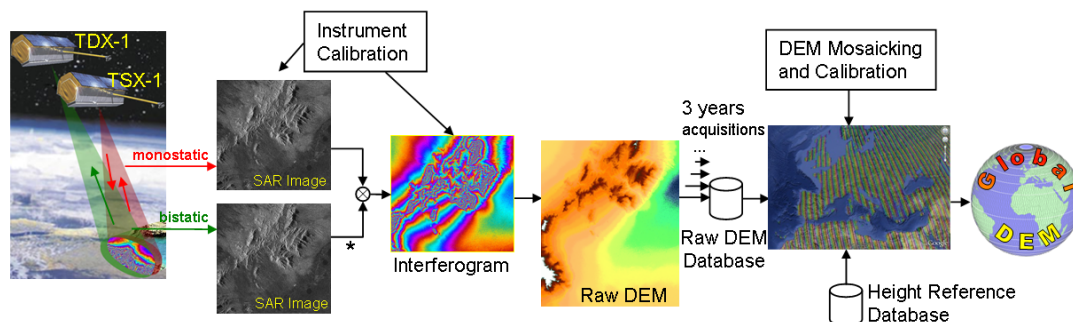 TDX-1
TSX-1
monostatic
bistatic
Instrument
Calibration
SAR Image
SAR Image
*
Interferogram
Raw DEM
3 years
acquisitions
...
Raw DEM
Database
DEM Mosaicking
and Calibration
Height Reference
Database
Global
DEM